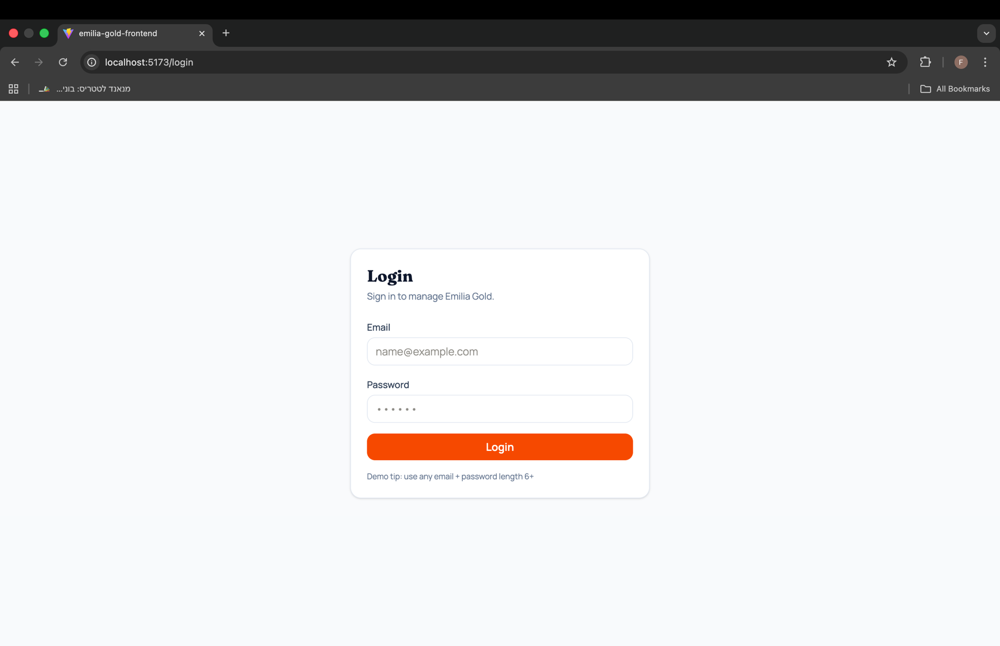 emilia-gold-frontend
localhost:5173/login
F
מנאנד לטטריס: בוני...
All Bookmarks
Login
Sign in to manage Emilia Gold.
Email
name@example.com
Password
••••••
Login
Demo tip: use any email + password length 6+